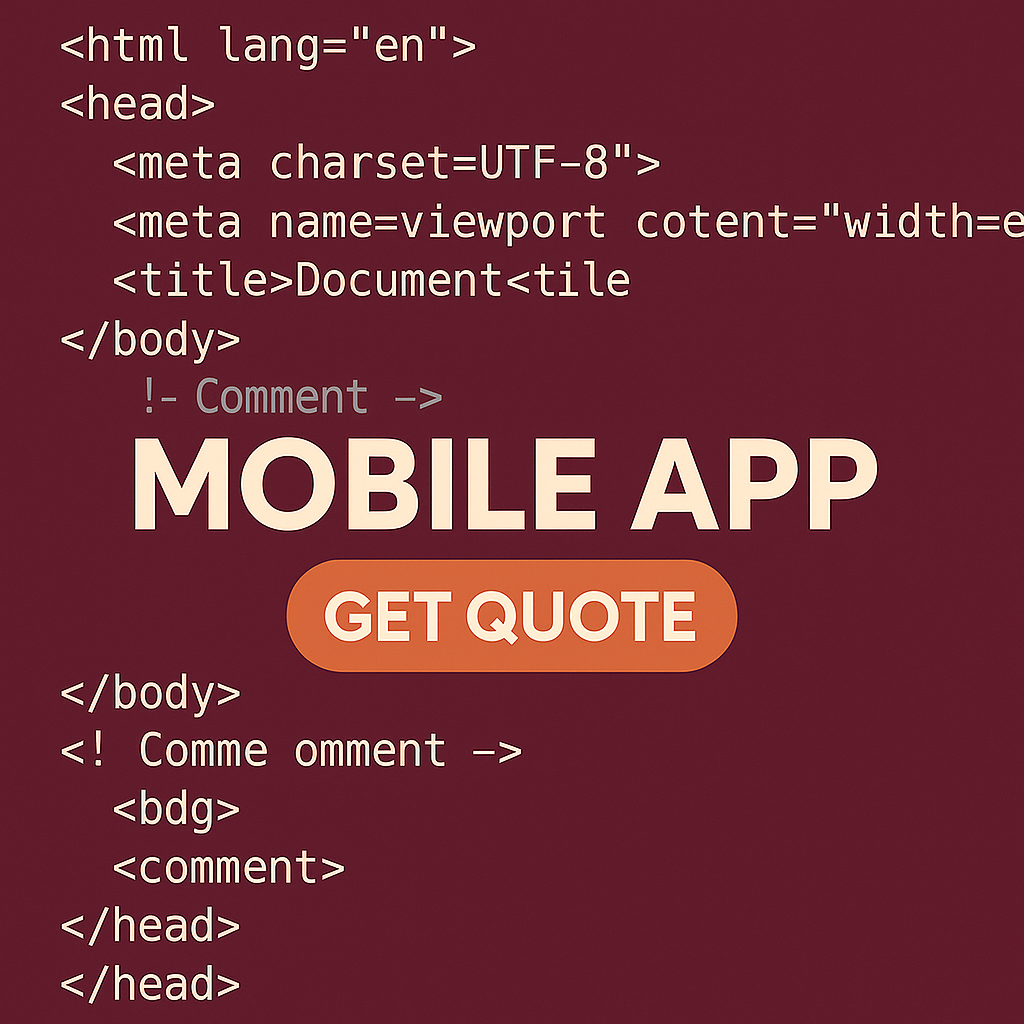 <html lang="en">
<head>
<meta charset=UTF-8">
<meta name=viewport cotent="width=e
<title>Document<tile
</body>
!- Comment ->
MOBILE APP
GET QUOTE
</body>
<! Comme omment —>
<bdg>
<comment>
</head>
</head>